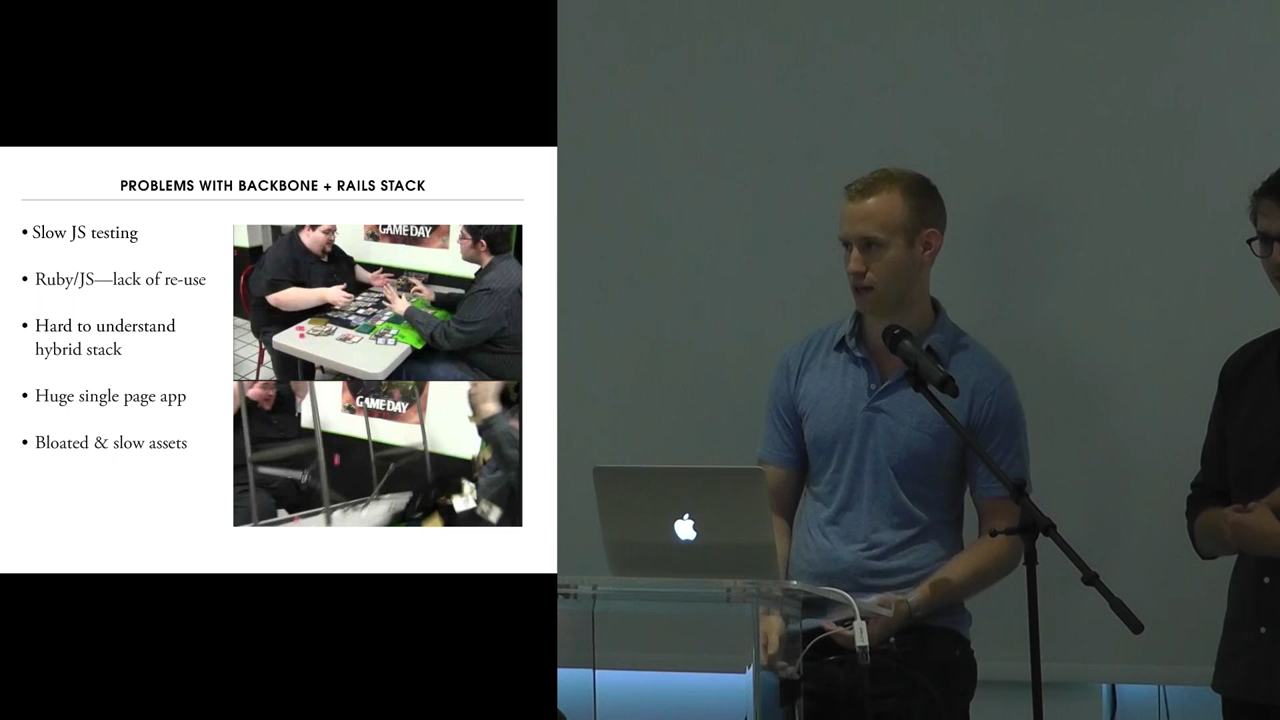 PROBLEMS WITH BACKBONE + RAILS STACK
• Slow JS testing
• Ruby/JS—lack of re-use
• Hard to understand
hybrid stack
• Huge single page app
• Bloated & slow assets
GAME DAY
GAME DAY